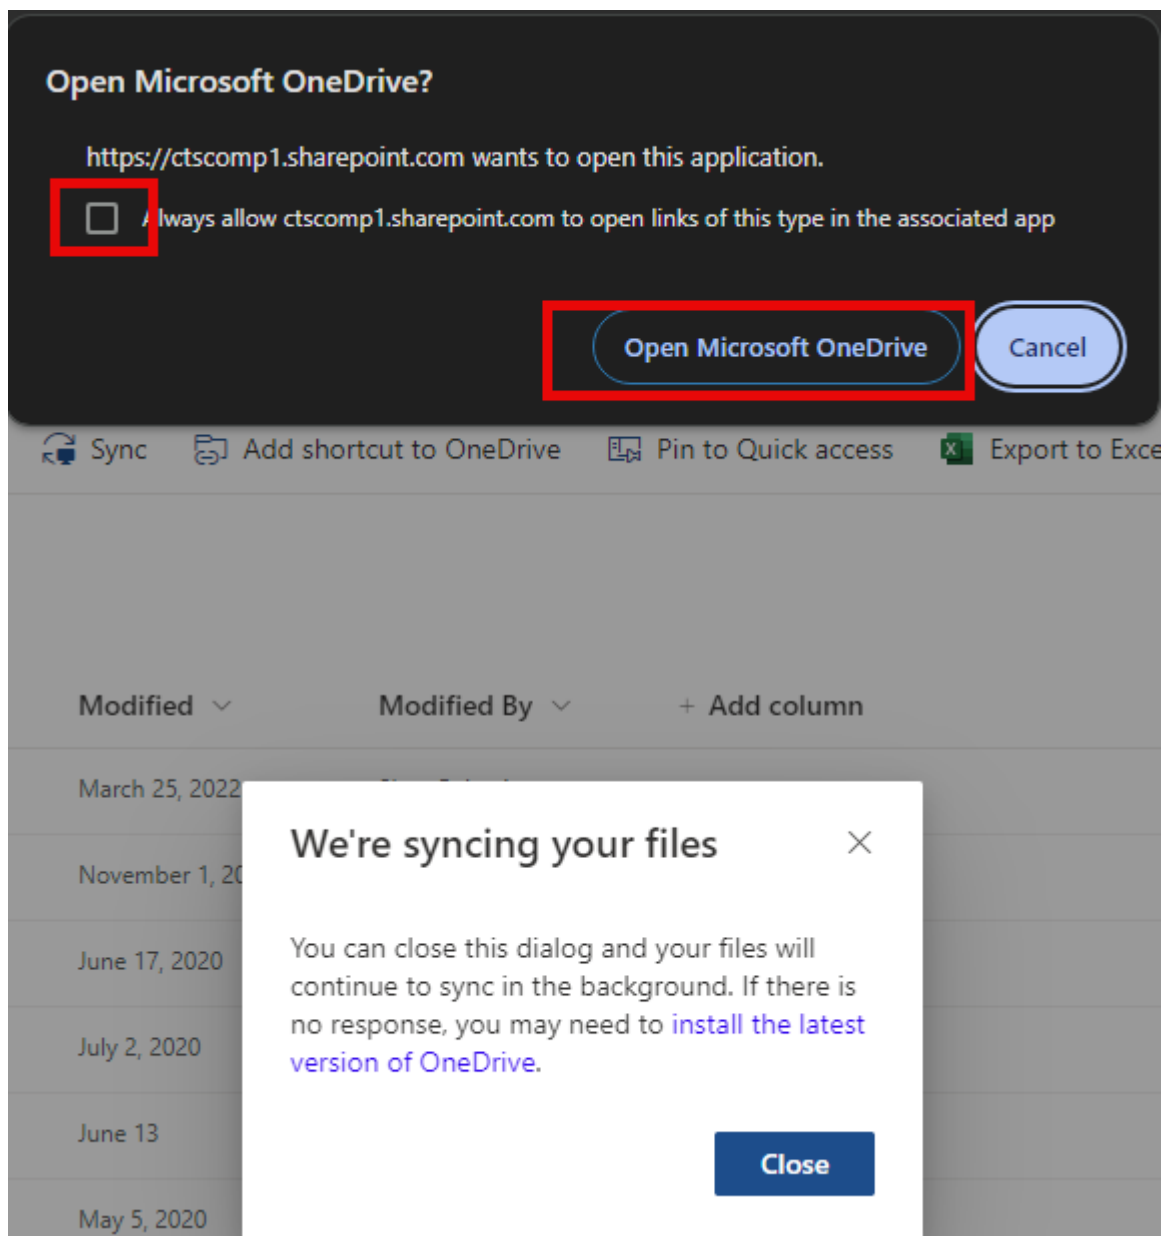 Open Microsoft OneDrive?
https://ctscomp1.sharepoint.com wants to open this application.
Always allow ctscomp1.sharepoint.com to open links of this type in the associated app
Open Microsoft OneDrive Cancel
Sync Add shortcut to OneDrive Pin to Quick access Export to Exce
Modified Modified By + Add column
March 25, 2022
We're syncing your files
November 1, 20
You can close this dialog and your files will
June 17, 2020
continue to sync in the background. If there is
no response, you may need to install the latest
July 2, 2020
version of OneDrive.
June 13
Close
May 5, 2020